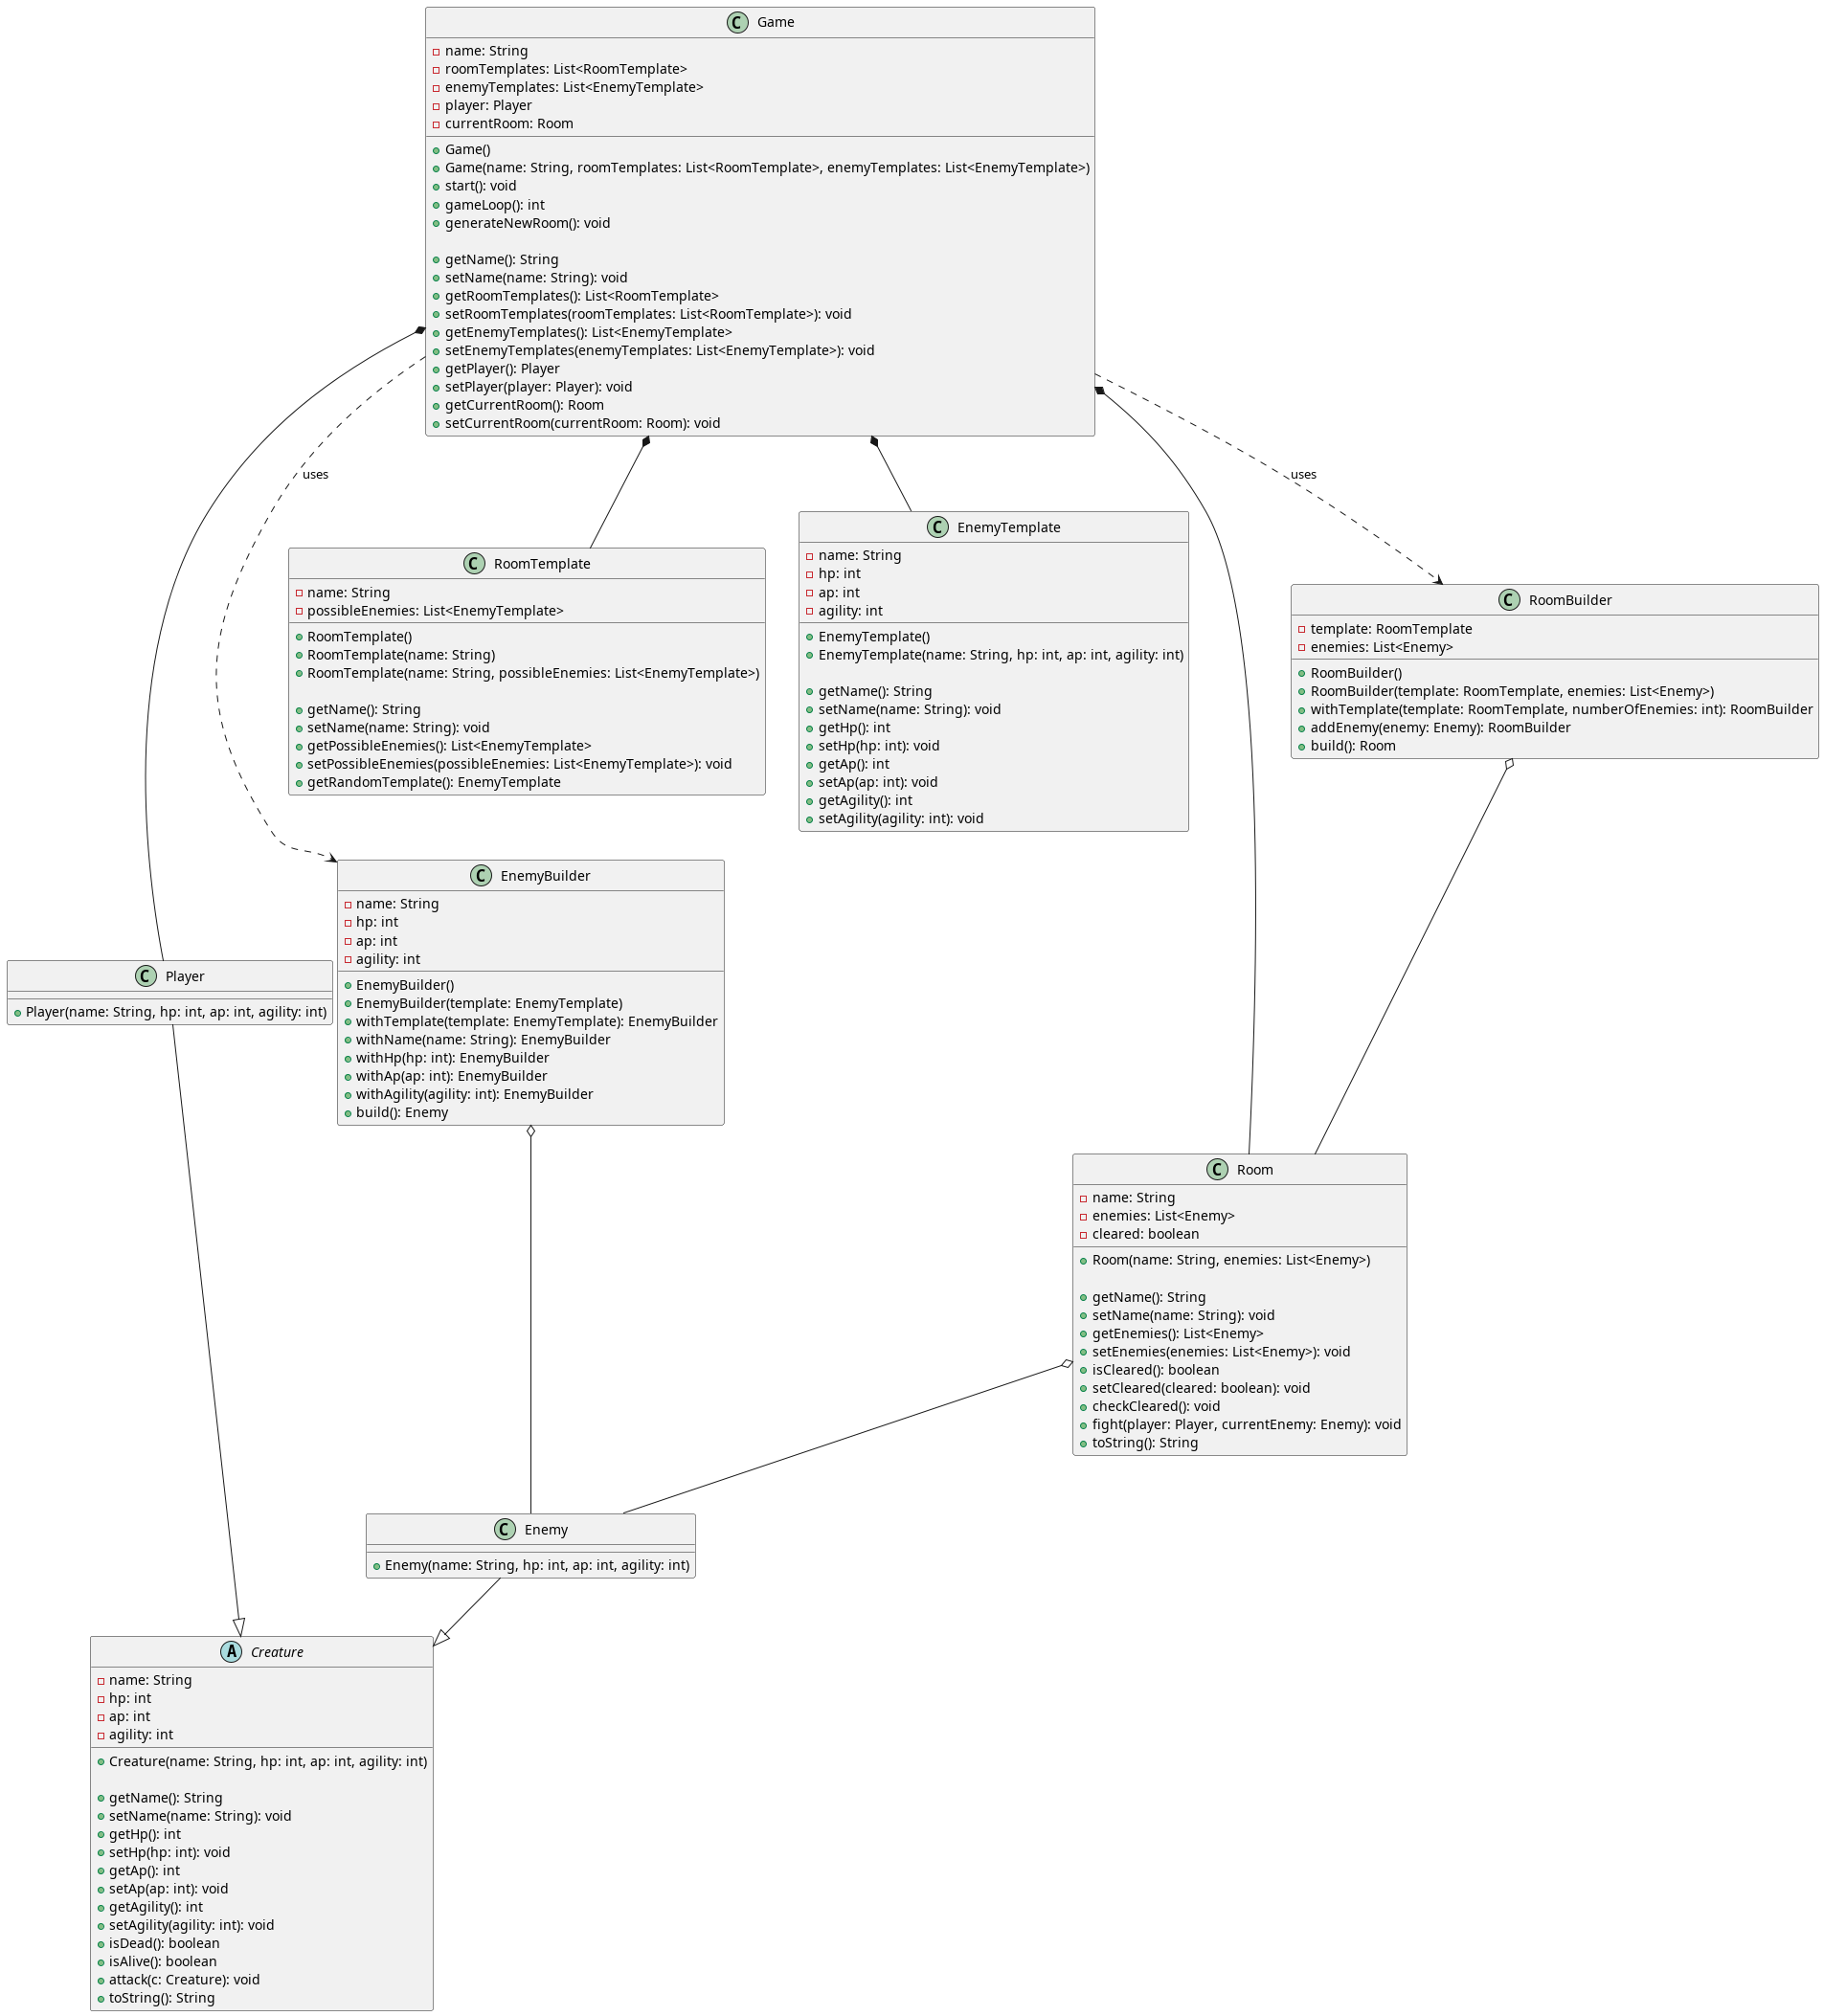 C Game
name: String
roomTemplates: List<RoomTemplate>
enemyTemplates: List<EnemyTemplate>
player: Player
currentRoom: Room
Game()
Game(name: String, roomTemplates: List<RoomTemplate>, enemyTemplates: List<EnemyTemplate>)
start(): void
gameLoop(): int
generateNewRoom(): void
getName(): String
setName(name: String): void
getRoomTemplates(): List<RoomTemplate>
setRoomTemplates(roomTemplates: List<RoomTemplate>): void
getEnemyTemplates(): List<EnemyTemplate>
setEnemyTemplates(enemyTemplates: List<EnemyTemplate>): void
getPlayer(): Player
setPlayer(player: Player): void
getCurrentRoom(): Room
setCurrentRoom(currentRoom: Room): void
uses
uses
C RoomTemplate
name: String
possibleEnemies: List<EnemyTemplate>
RoomTemplate()
RoomTemplate(name: String)
RoomTemplate(name: String, possibleEnemies: List<EnemyTemplate>)
getName(): String
setName(name: String): void
getPossibleEnemies(): List<EnemyTemplate>
setPossibleEnemies(possibleEnemies: List<EnemyTemplate>): void
getRandomTemplate(): EnemyTemplate
C EnemyTemplate
name: String
hp: int
ap: int
agility: int
EnemyTemplate()
EnemyTemplate(name: String, hp: int, ap: int, agility: int)
getName(): String
setName(name: String): void
getHp(): int
setHp(hp: int): void
getAp(): int
setAp(ap: int): void
getAgility(): int
setAgility(agility: int): void
C RoomBuilder
template: RoomTemplate
enemies: List<Enemy>
RoomBuilder()
RoomBuilder(template: RoomTemplate, enemies: List<Enemy>)
withTemplate(template: RoomTemplate, numberOfEnemies: int): RoomBuilder
addEnemy(enemy: Enemy): RoomBuilder
build(): Room
C Player
Player(name: String, hp: int, ap: int, agility: int)
C EnemyBuilder
name: String
hp: int
ap: int
agility: int
EnemyBuilder()
EnemyBuilder(template: EnemyTemplate)
withTemplate(template: EnemyTemplate): EnemyBuilder
withName(name: String): EnemyBuilder
withHp(hp: int): EnemyBuilder
withAp(ap: int): EnemyBuilder
withAgility(agility: int): EnemyBuilder
build(): Enemy
C Room
name: String
enemies: List<Enemy>
cleared: boolean
Room(name: String, enemies: List<Enemy>)
getName(): String
setName(name: String): void
getEnemies(): List<Enemy>
setEnemies(enemies: List<Enemy>): void
isCleared(): boolean
setCleared(cleared: boolean): void
checkCleared(): void
fight(player: Player, currentEnemy: Enemy): void
toString(): String
C Enemy
Enemy(name: String, hp: int, ap: int, agility: int)
A Creature
name: String
hp: int
ap: int
agility: int
Creature(name: String, hp: int, ap: int, agility: int)
getName(): String
setName(name: String): void
getHp(): int
setHp(hp: int): void
getAp(): int
setAp(ap: int): void
getAgility(): int
setAgility(agility: int): void
isDead(): boolean
isAlive(): boolean
attack(c: Creature): void
toString(): String